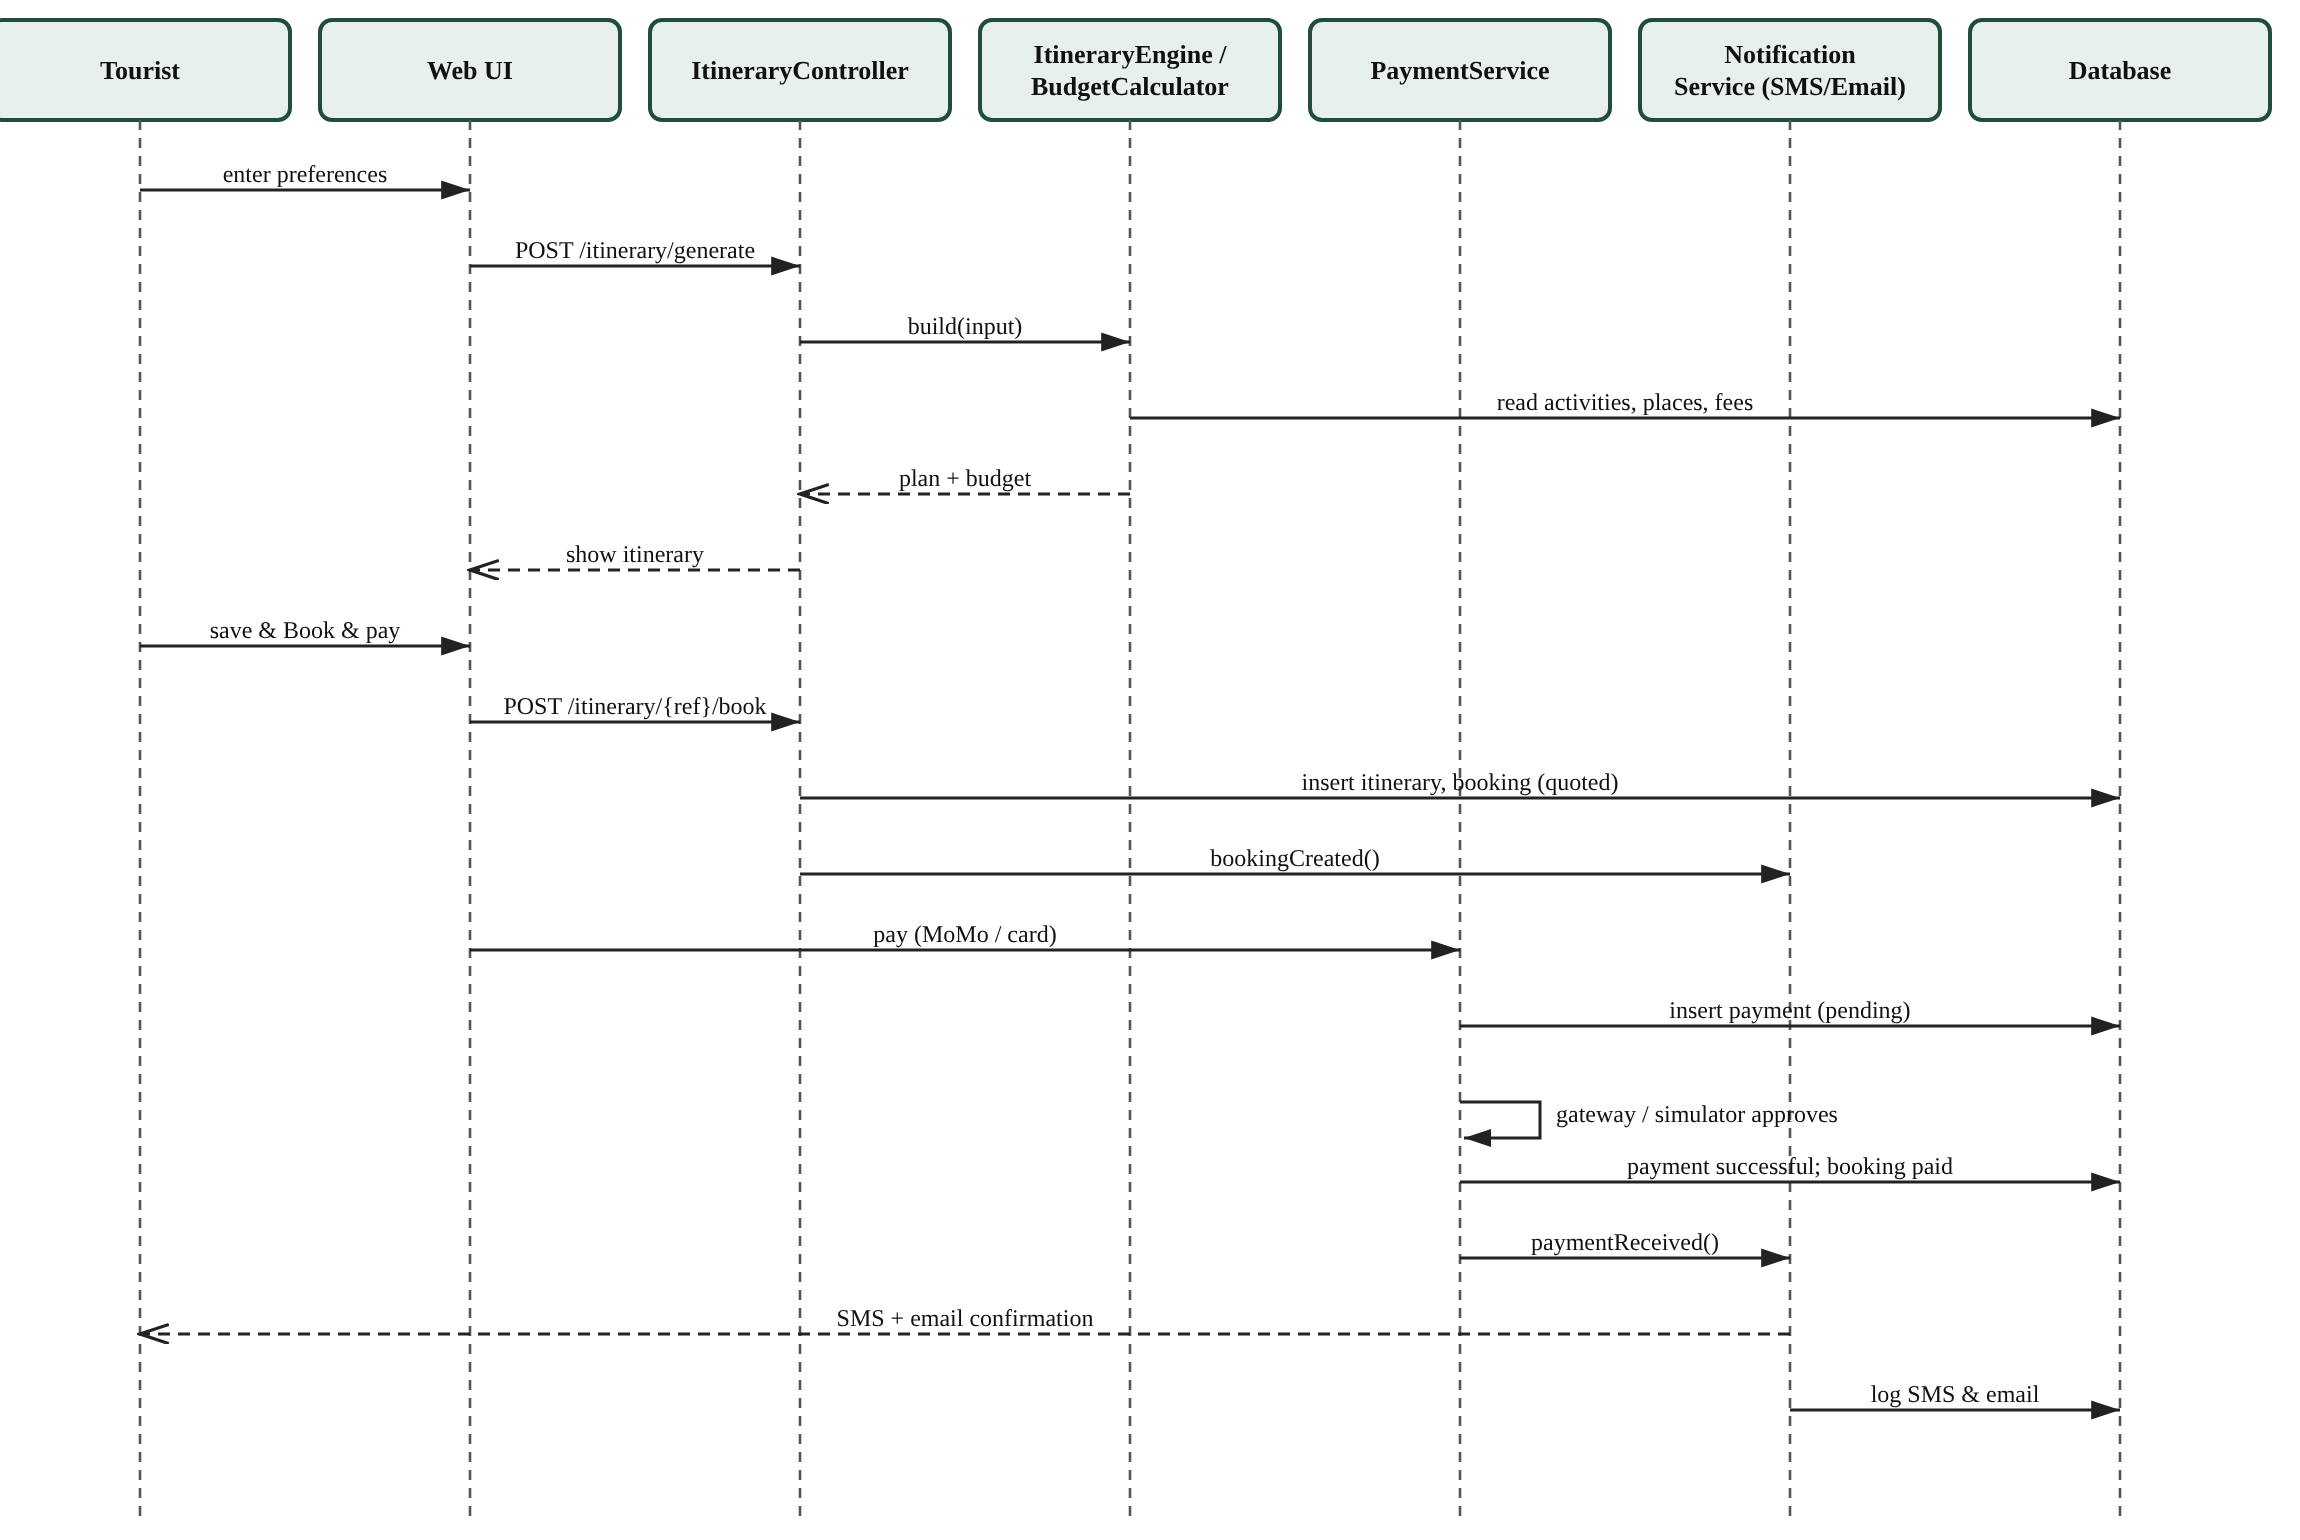 Tourist
Web UI
ItineraryController
ItineraryEngine /
BudgetCalculator
PaymentService
Notification
Service (SMS/Email)
Database
enter preferences
POST /itinerary/generate
build(input)
read activities, places, fees
plan + budget
show itinerary
save & Book & pay
POST /itinerary/{ref}/book
insert itinerary, booking (quoted)
bookingCreated()
pay (MoMo / card)
insert payment (pending)
gateway / simulator approves
payment successful; booking paid
paymentReceived()
SMS + email confirmation
log SMS & email